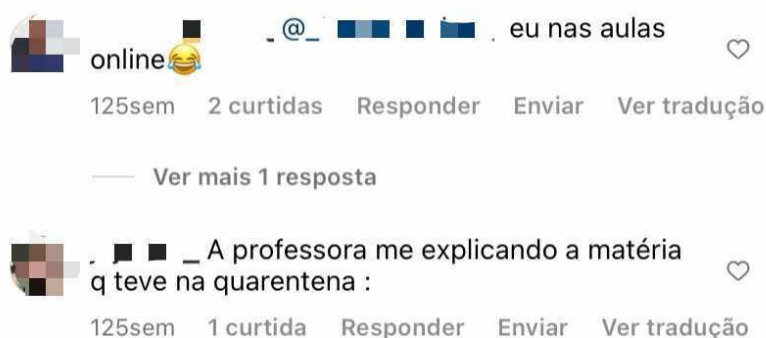 @_ eu nas aulas
online😂
125sem 2 curtidas Responder Enviar Ver tradução
Ver mais 1 resposta
_ A professora me explicando a matéria
q teve na quarentena :
125sem 1 curtida Responder Enviar Ver tradução